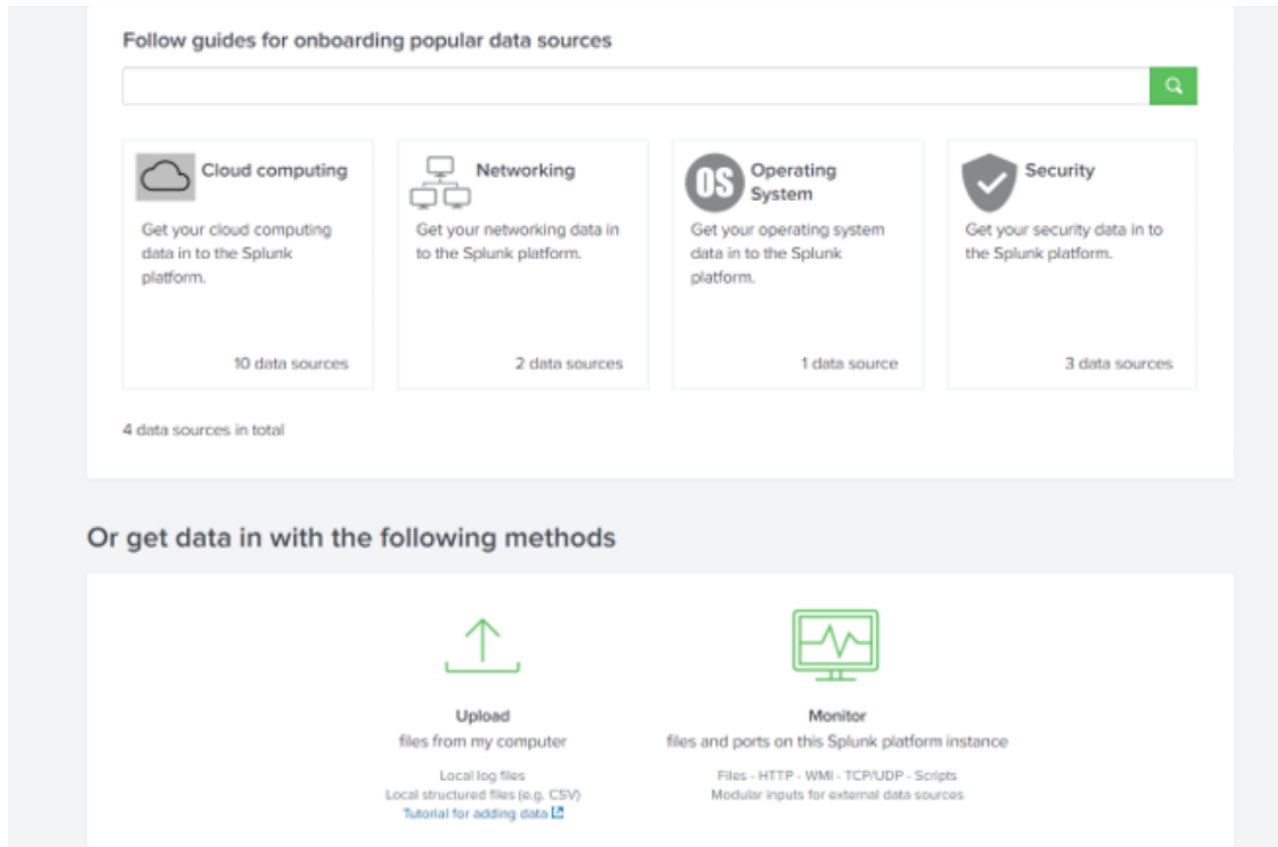 Follow guides for onboarding popular data sources
Cloud computing
Get your cloud computing
data in to the Splunk
platform.
10 data sources
Networking
Get your networking data in
to the Splunk platform.
2 data sources
OS
Operating
System
Get your operating system
data in to the Splunk
platform.
1 data source
Security
Get your security data in to
the Splunk platform.
3 data sources
4 data sources in total
Or get data in with the following methods
Upload
files from my computer
Local log files
Local structured files (e.g. CSV)
Tutorial for adding data
Monitor
files and ports on this Splunk platform instance
Files - HTTP - WMI - TCP/UDP - Scripts
Modular inputs for external data sources